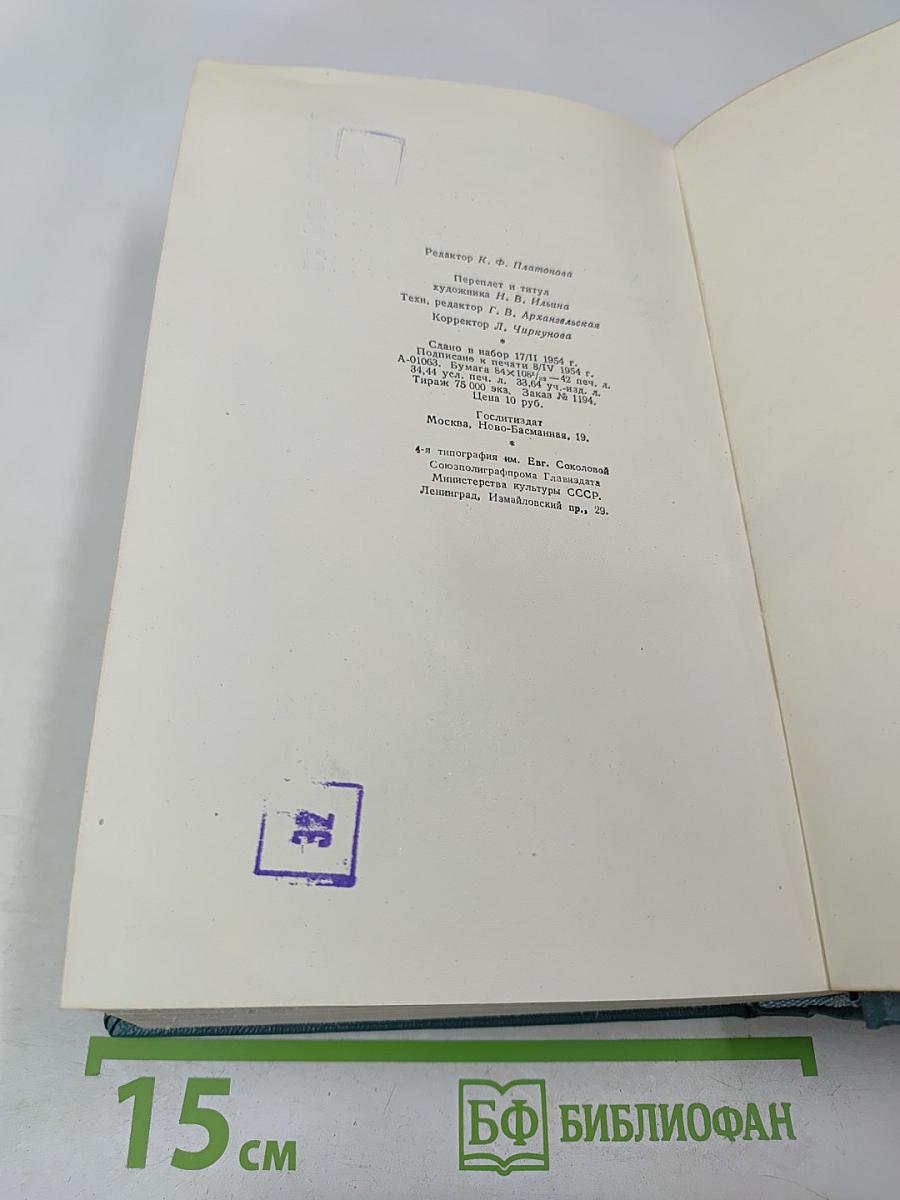 Редактор К. Ф. Платонова
Переплет и титул
художника Н. В. Ильина
Техн. редактор Г. В. Архангельская
Корректор Л. Чиркунова
*
Сдано в набор 17/II 1954 г.
Подписано к печати 8/IV 1954 г.
А-01063. Бумага 84×108¹/₃₂—42 печ. л.
34,44 усл. печ. л. 33,64 уч.-изд. л.
Тираж 75 000 экз. Заказ № 1194.
Цена 10 руб.
Гослитиздат
Москва, Ново-Басманная, 19.
*
4-я типография им. Евг. Соколовой
Союзполиграфпрома Главиздата
Министерства культуры СССР.
Ленинград, Измайловский пр., 29.
15 см
БФ БИБЛИОФАН